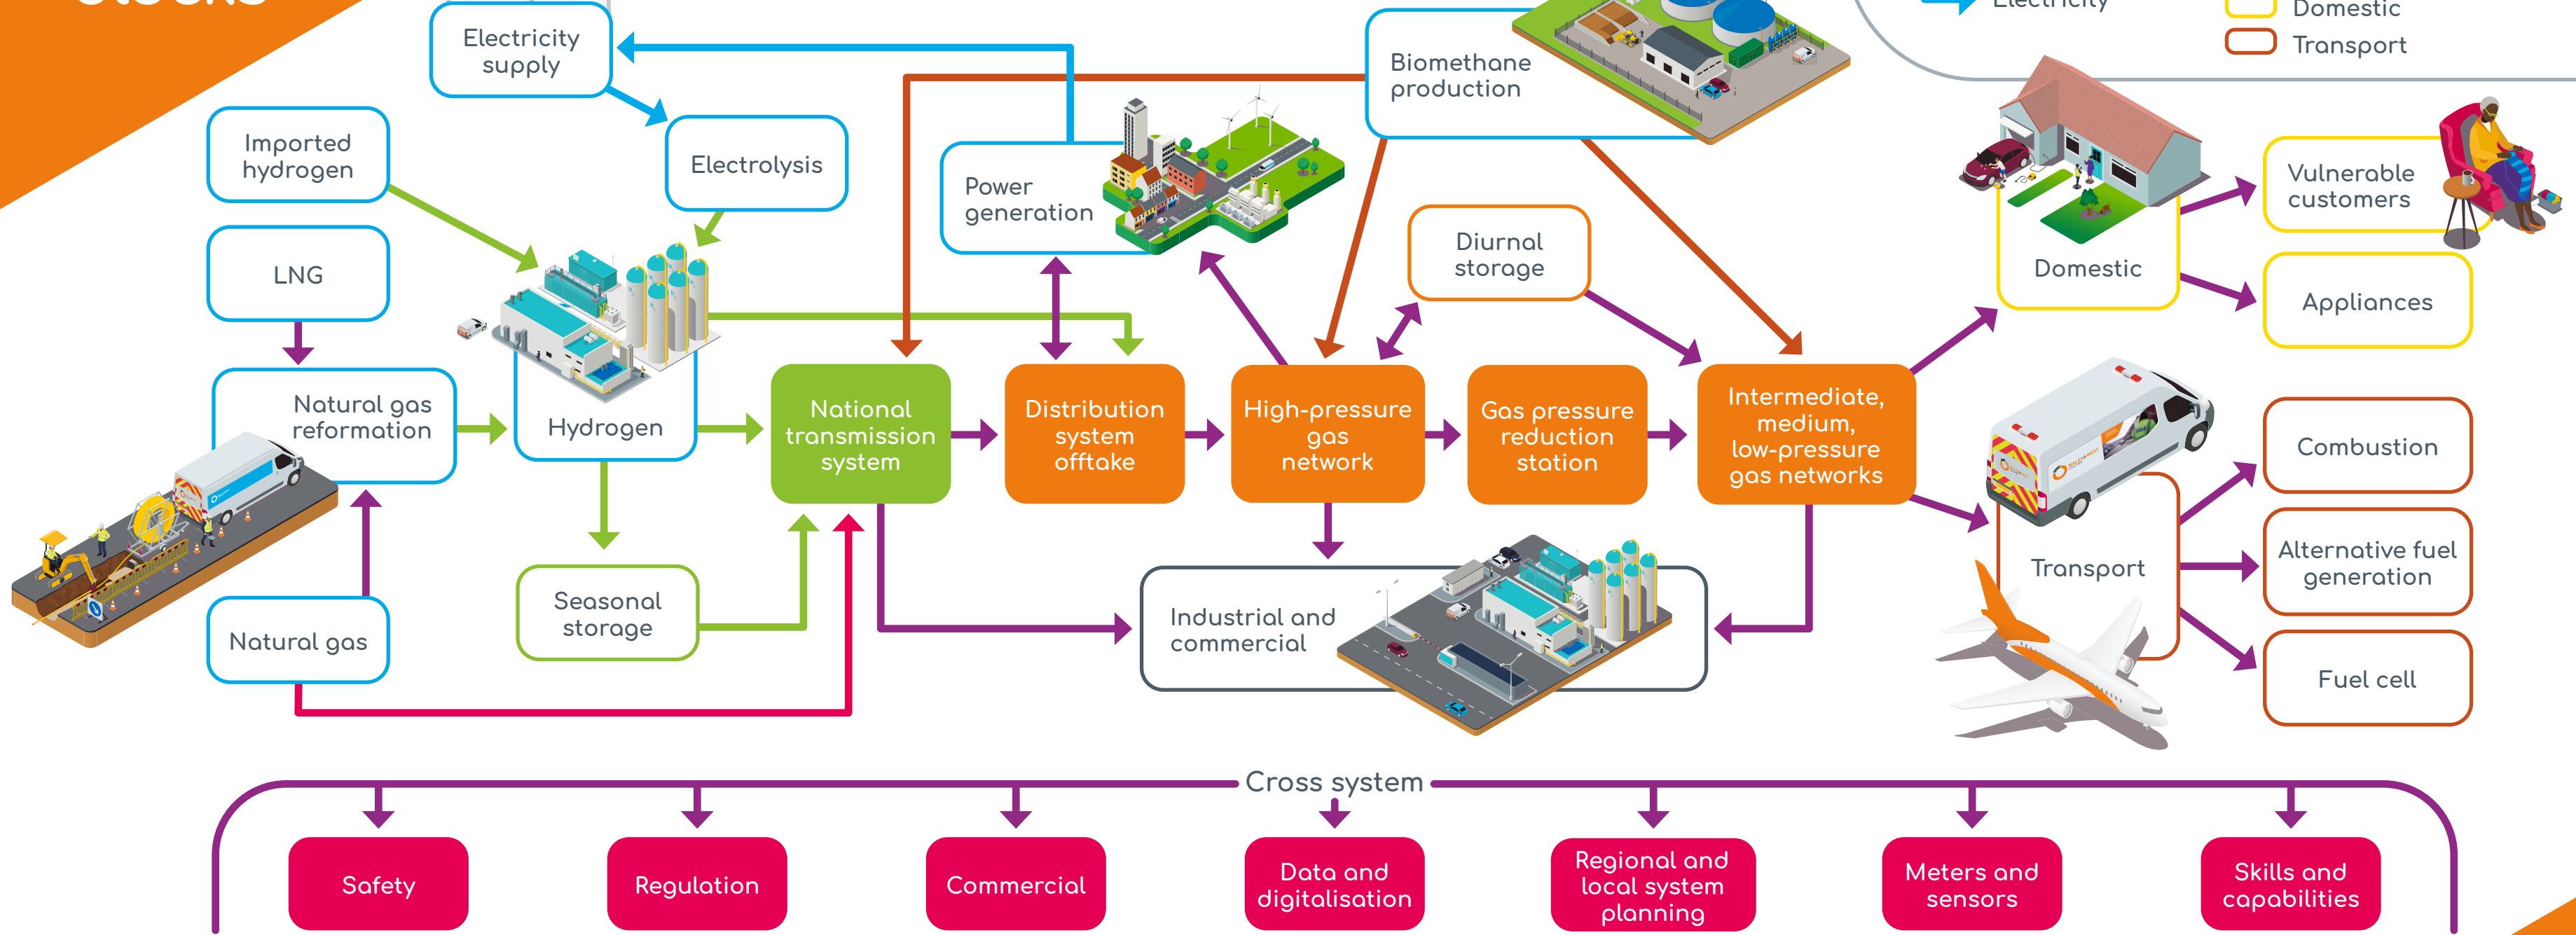 Electricity
supply
Biomethane
production
Electricity
Domestic
Transport
Imported
hydrogen
Electrolysis
Power
generation
Vulnerable
customers
LNG
Diurnal
storage
Domestic
Appliances
Natural gas
reformation
Hydrogen
National
transmission
system
Distribution
system
offtake
High-pressure
gas
network
Gas pressure
reduction
station
Intermediate,
medium,
low-pressure
gas networks
Combustion
Alternative fuel
generation
Transport
Fuel cell
Natural gas
Seasonal
storage
Industrial and
commercial
Cross system
Safety
Regulation
Commercial
Data and
digitalisation
Regional and
local system
planning
Meters and
sensors
Skills and
capabilities